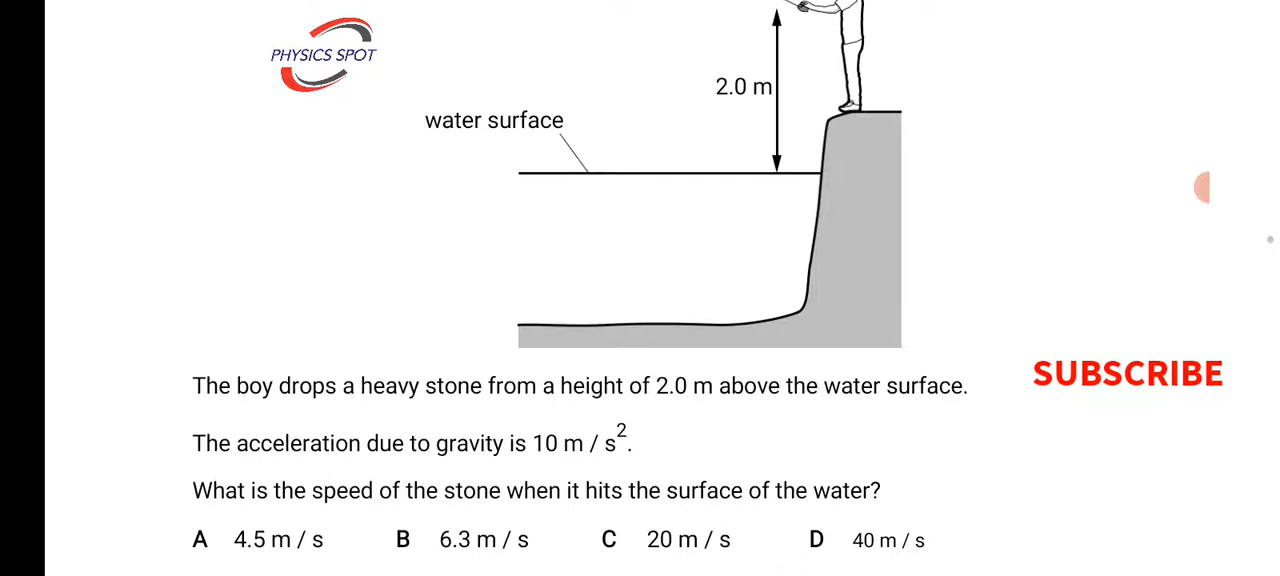 PHYSICS SPOT
2.0 m
water surface
The boy drops a heavy stone from a height of 2.0 m above the water surface.
SUBSCRIBE
The acceleration due to gravity is 10 m / s².
What is the speed of the stone when it hits the surface of the water?
A 4.5 m / s B 6.3 m / s C 20 m / s D 40 m / s